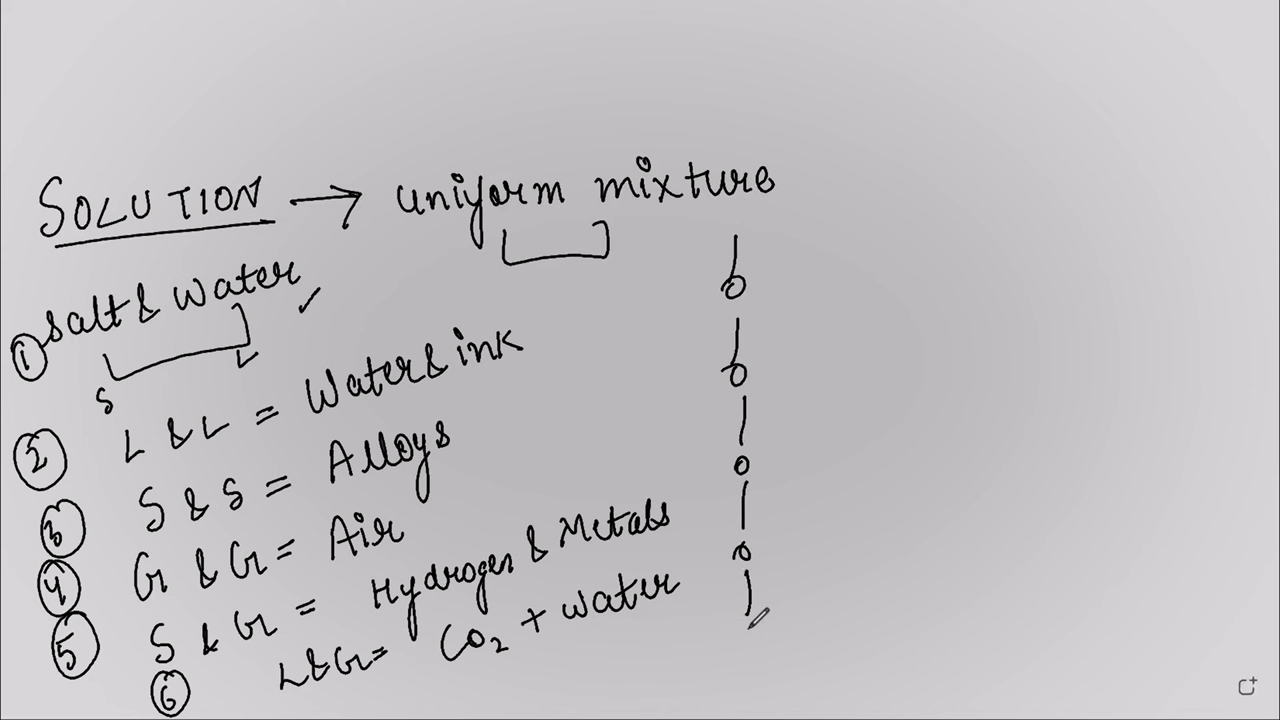 SOLUTION → uniform mixture
① Salt & Water ✓
S L
② L & L = Water & ink
③ S & S = Alloys
④ G & G = Air
⑤ S & G = Hydrogen & Metals
⑥ L & G = CO₂ + water